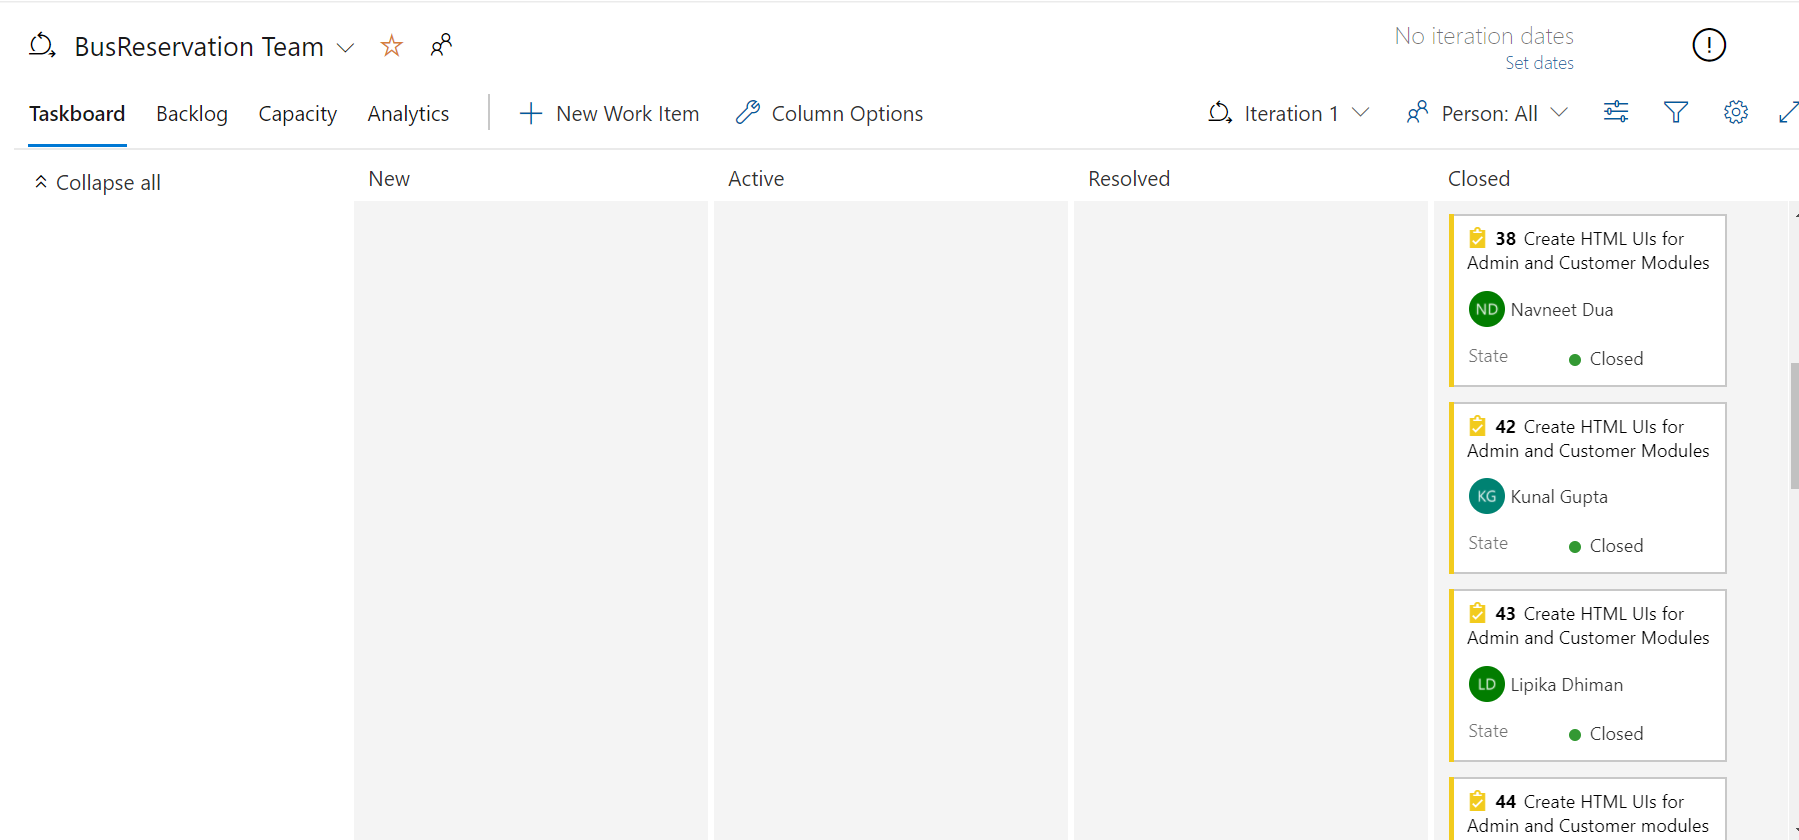 BusReservation Team
No iteration dates
Set dates
Taskboard Backlog Capacity Analytics New Work Item Column Options Iteration 1 Person: All
Collapse all New Active Resolved Closed
38 Create HTML UIs for
Admin and Customer Modules
ND Navneet Dua
State Closed
42 Create HTML UIs for
Admin and Customer Modules
KG Kunal Gupta
State Closed
43 Create HTML UIs for
Admin and Customer Modules
LD Lipika Dhiman
State Closed
44 Create HTML UIs for
Admin and Customer modules